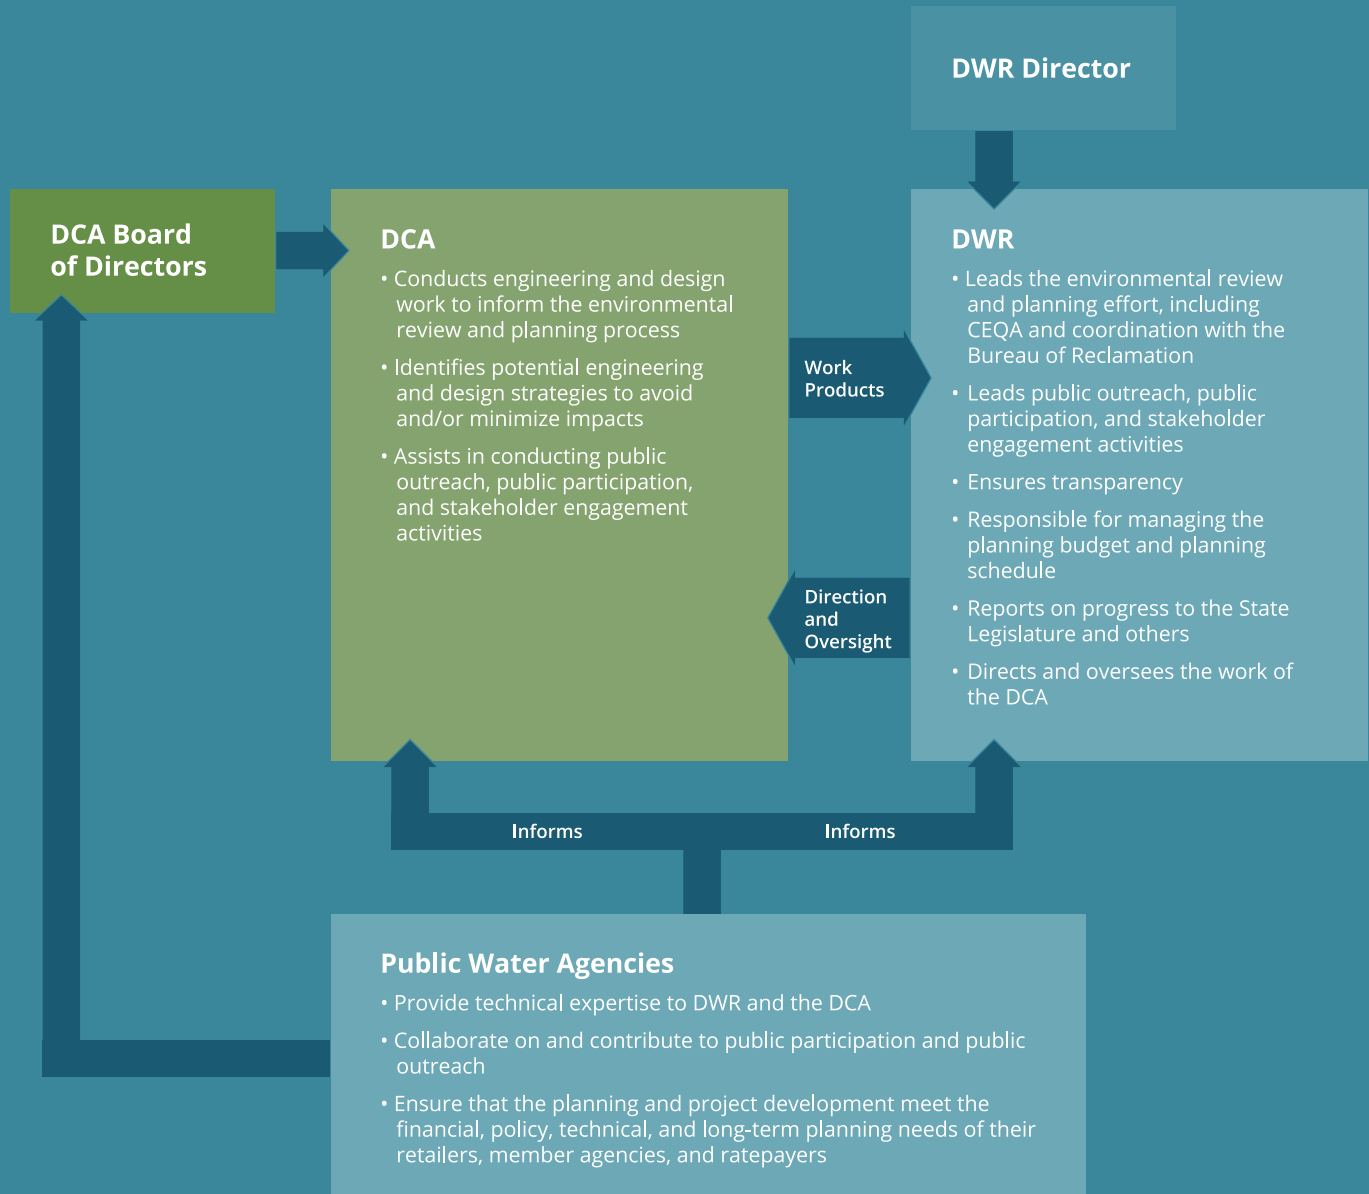 DWR Director
DCA Board
of Directors
DCA
• Conducts engineering and design
work to inform the environmental
review and planning process
• Identifies potential engineering
and design strategies to avoid
and/or minimize impacts
• Assists in conducting public
outreach, public participation,
and stakeholder engagement
activities
Work
Products
Direction
and
Oversight
DWR
• Leads the environmental review
and planning effort, including
CEQA and coordination with the
Bureau of Reclamation
• Leads public outreach, public
participation, and stakeholder
engagement activities
• Ensures transparency
• Responsible for managing the
planning budget and planning
schedule
• Reports on progress to the State
Legislature and others
• Directs and oversees the work of
the DCA
Informs
Informs
Public Water Agencies
• Provide technical expertise to DWR and the DCA
• Collaborate on and contribute to public participation and public
outreach
• Ensure that the planning and project development meet the
financial, policy, technical, and long-term planning needs of their
retailers, member agencies, and ratepayers